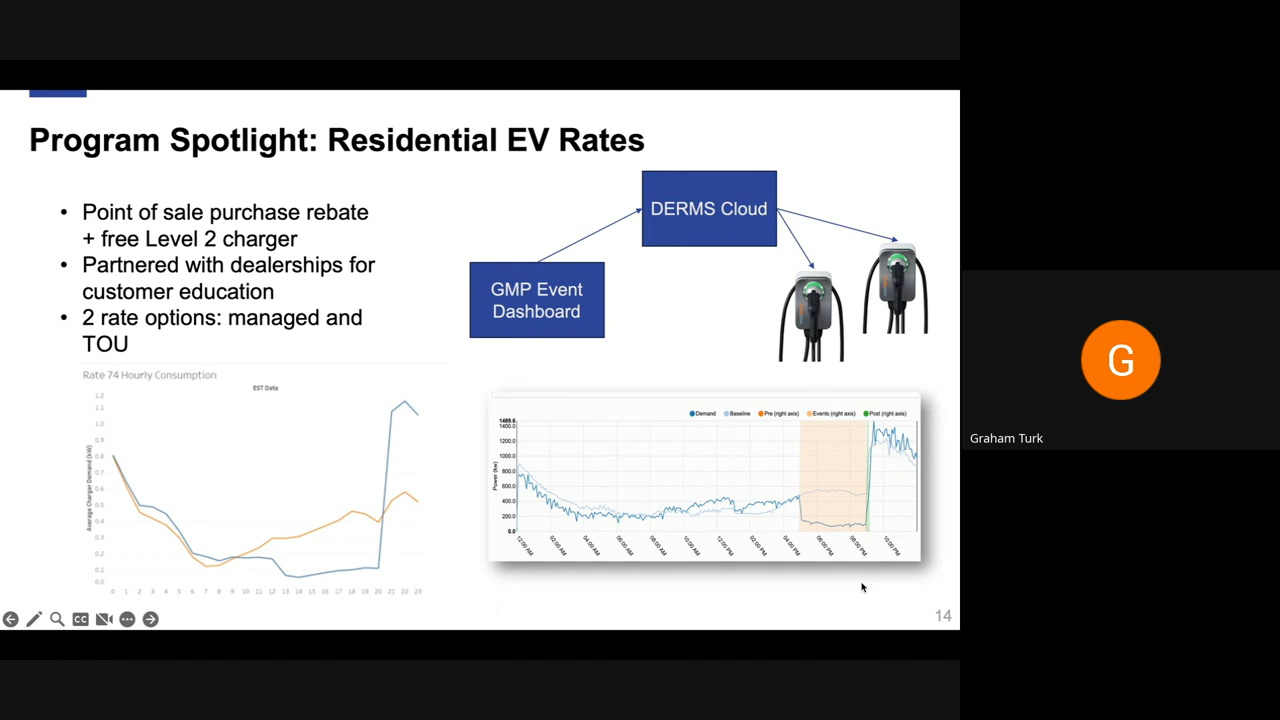 Program Spotlight: Residential EV Rates
• Point of sale purchase rebate
+ free Level 2 charger
• Partnered with dealerships for
customer education
• 2 rate options: managed and
TOU
DERMS Cloud
GMP Event
Dashboard
Rate 74 Hourly Consumption
EST Date
Average Charger Demand (kW)
1.2
1.1
1.0
0.9
0.8
0.7
0.6
0.5
0.4
0.3
0.2
0.1
0.0
0 1 2 3 4 5 6 7 8 9 10 11 12 13 14 15 16 17 18 19 20 21 22 23
Demand Baseline Pre (right axis) Events (right axis) Post (right axis)
Power (kw)
1469.6
1400.0
1200.0
1000.0
800.0
600.0
400.0
200.0
0.0
12:00 AM 02:00 AM 04:00 AM 06:00 AM 08:00 AM 10:00 AM 12:00 PM 02:00 PM 04:00 PM 06:00 PM 08:00 PM 10:00 PM
CC
14
G
Graham Turk